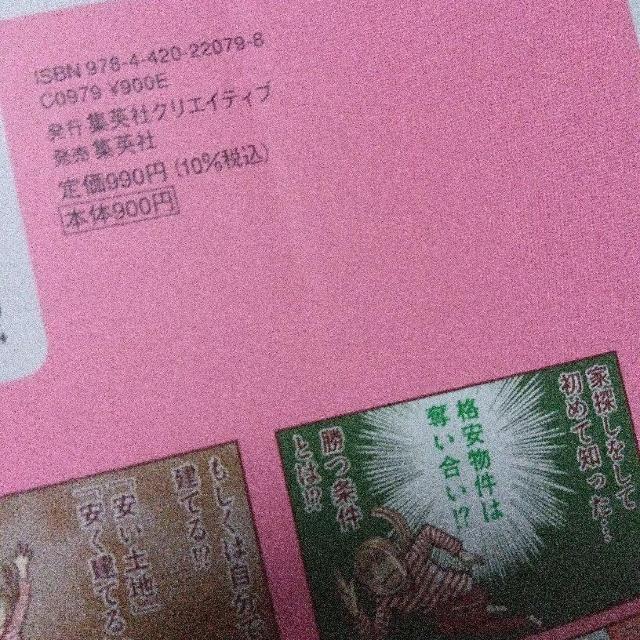 ISBN 978-4-420-22079-8
C0979 ¥900E
発行 集英社クリエイティブ
発売 集英社
定価990円 (10%税込)
本体900円
家探しをして
初めて知った…
格安物件は
奪い合い!?
勝つ条件
とは!?
もしくは自分で
建てる!?
「安い土地」
「安く建てる